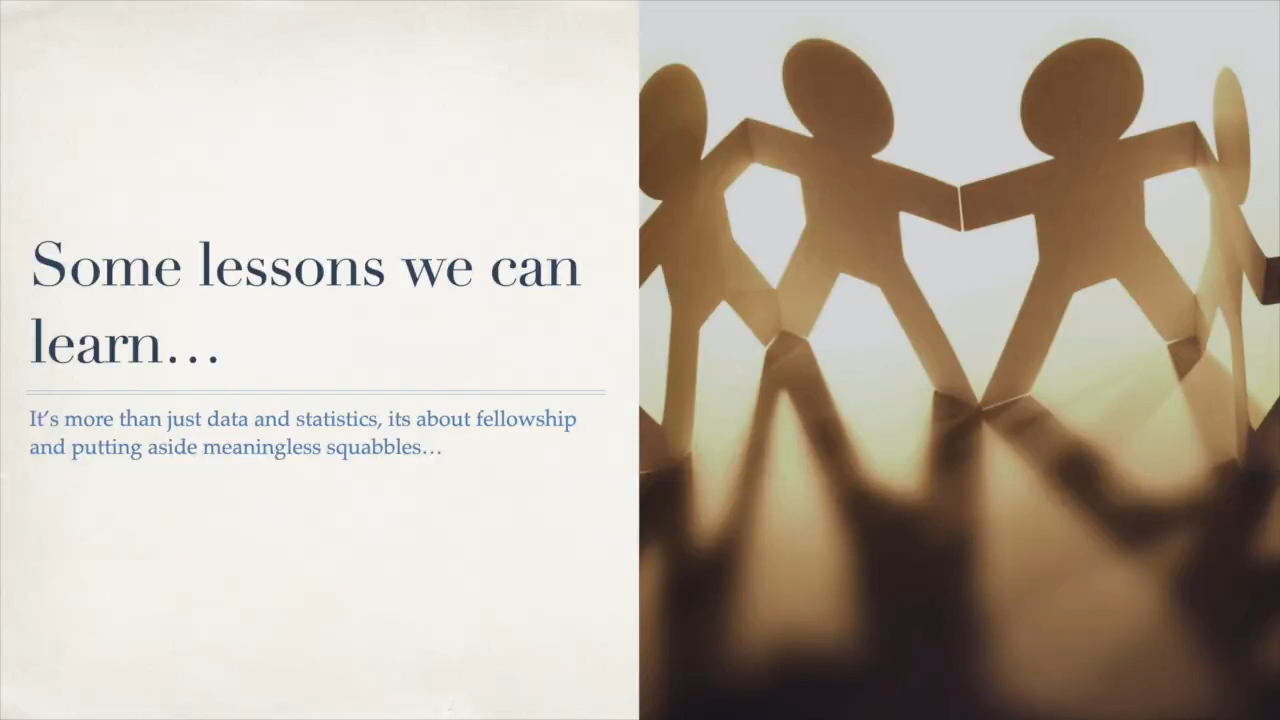 Some lessons we can
learn…
It’s more than just data and statistics, its about fellowship
and putting aside meaningless squabbles…